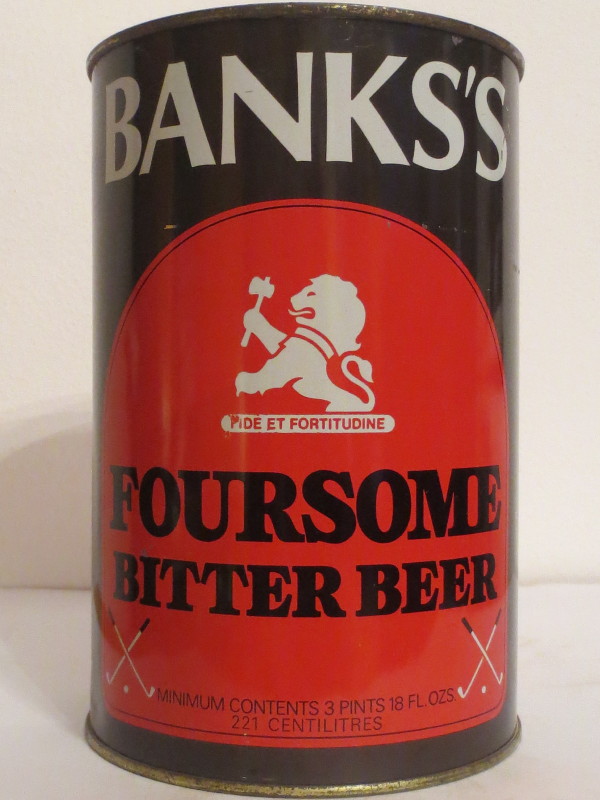 BANKS'S
FIDE ET FORTITUDINE
FOURSOME
BITTER BEER
MINIMUM CONTENTS 3 PINTS 18 FL. OZS.
221 CENTILITRES